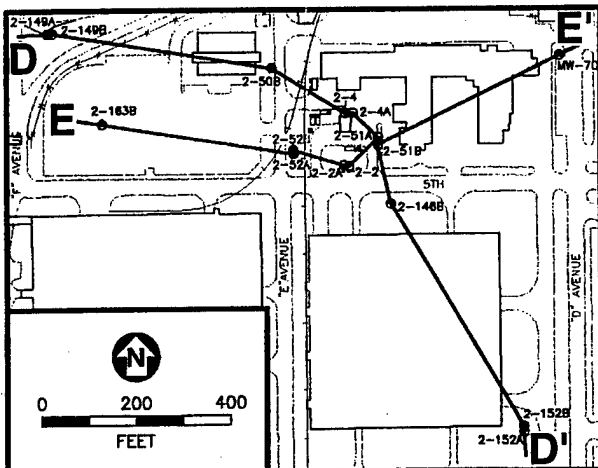 2-149A
2-149B
D
E'
MW-70
2-50B
2-4
2-4A
2-163B
E
2-51A
2-51B
2-52B
2-52A
2-2A
2-2
5TH
2-146B
"F" AVENUE
"E" AVENUE
"D" AVENUE
N
0 200 400
FEET
2-152B
2-152A
D'